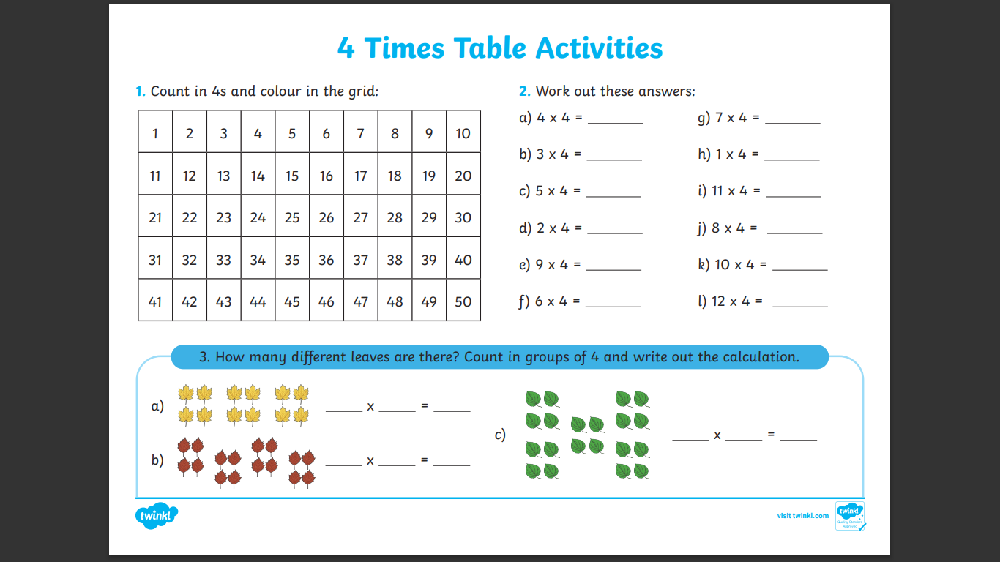 4 Times Table Activities
1. Count in 4s and colour in the grid:
1 2 3 4 5 6 7 8 9 10
11 12 13 14 15 16 17 18 19 20
21 22 23 24 25 26 27 28 29 30
31 32 33 34 35 36 37 38 39 40
41 42 43 44 45 46 47 48 49 50
2. Work out these answers:
a) 4 x 4 = ________
b) 3 x 4 = ________
c) 5 x 4 = ________
d) 2 x 4 = ________
e) 9 x 4 = ________
f) 6 x 4 = ________
g) 7 x 4 = ________
h) 1 x 4 = ________
i) 11 x 4 = ________
j) 8 x 4 = ________
k) 10 x 4 = ________
l) 12 x 4 = ________
3. How many different leaves are there? Count in groups of 4 and write out the calculation.
a) _____ x _____ = _____
b) _____ x _____ = _____
c) _____ x _____ = _____
twinkl
visit twinkl.com
twinkl
Quality Standard
Approved